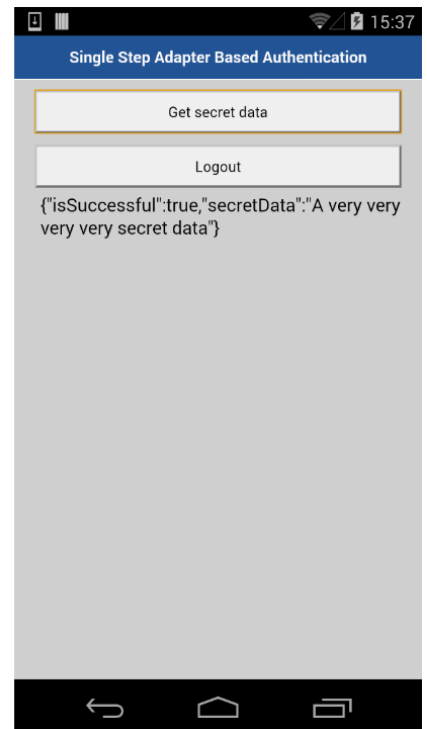 15:37
Single Step Adapter Based Authentication
Get secret data
Logout
{"isSuccessful":true,"secretData":"A very very
very very secret data"}